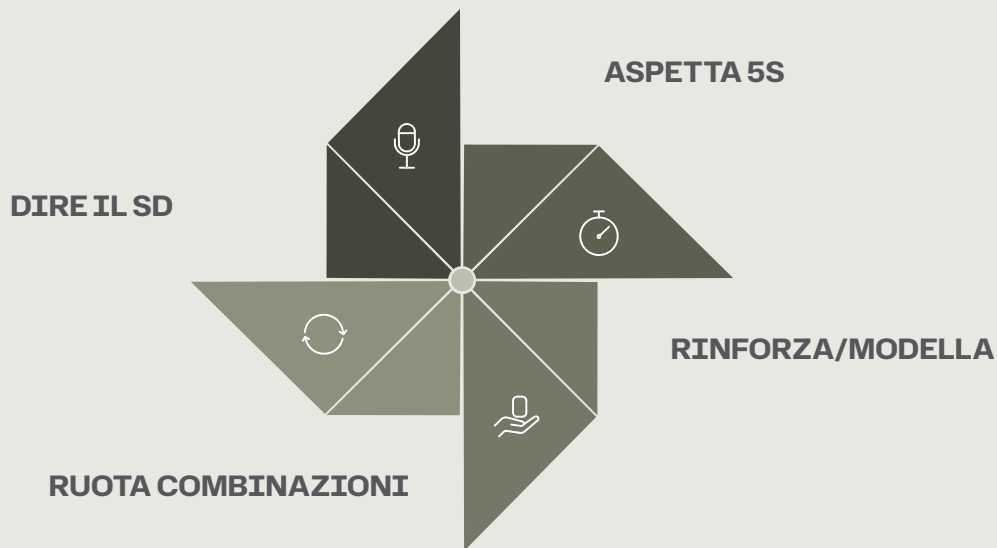 ASPETTA 5S
DIRE IL SD
RINFORZA/MODELLA
RUOTA COMBINAZIONI